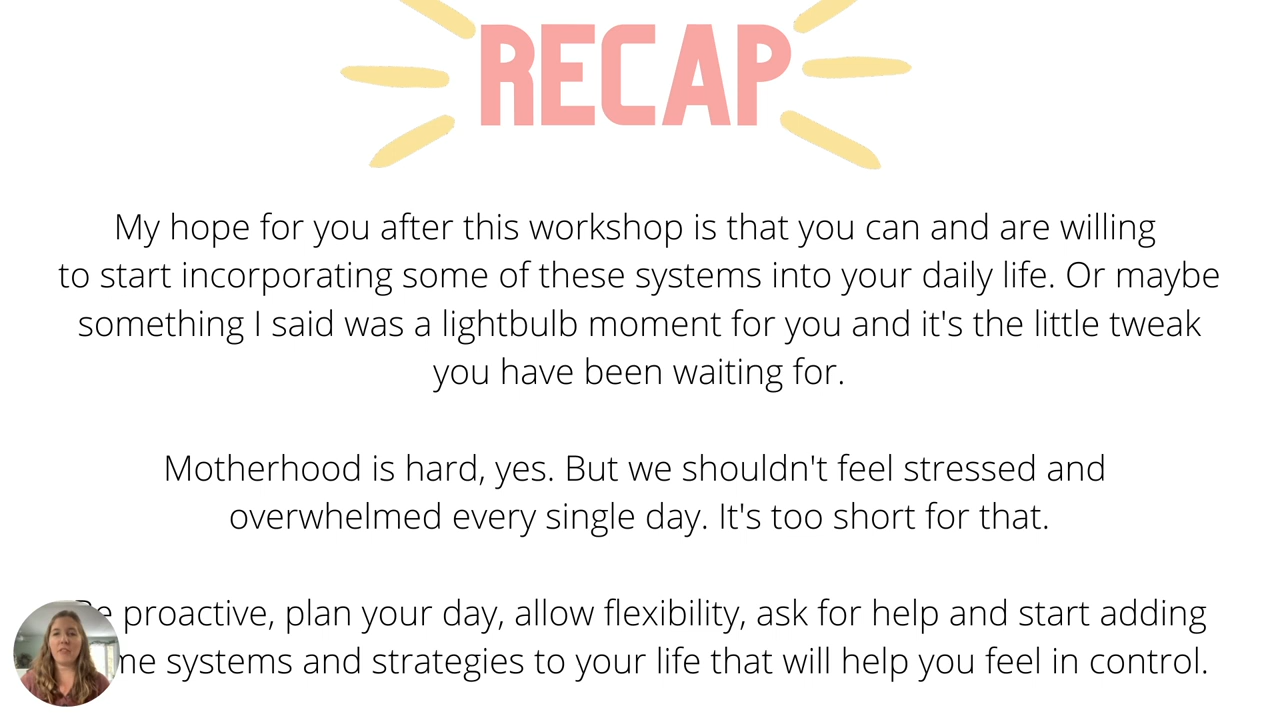 RECAP
My hope for you after this workshop is that you can and are willing
to start incorporating some of these systems into your daily life. Or maybe
something I said was a lightbulb moment for you and it's the little tweak
you have been waiting for.
Motherhood is hard, yes. But we shouldn't feel stressed and
overwhelmed every single day. It's too short for that.
Be proactive, plan your day, allow flexibility, ask for help and start adding
systems and strategies to your life that will help you feel in control.